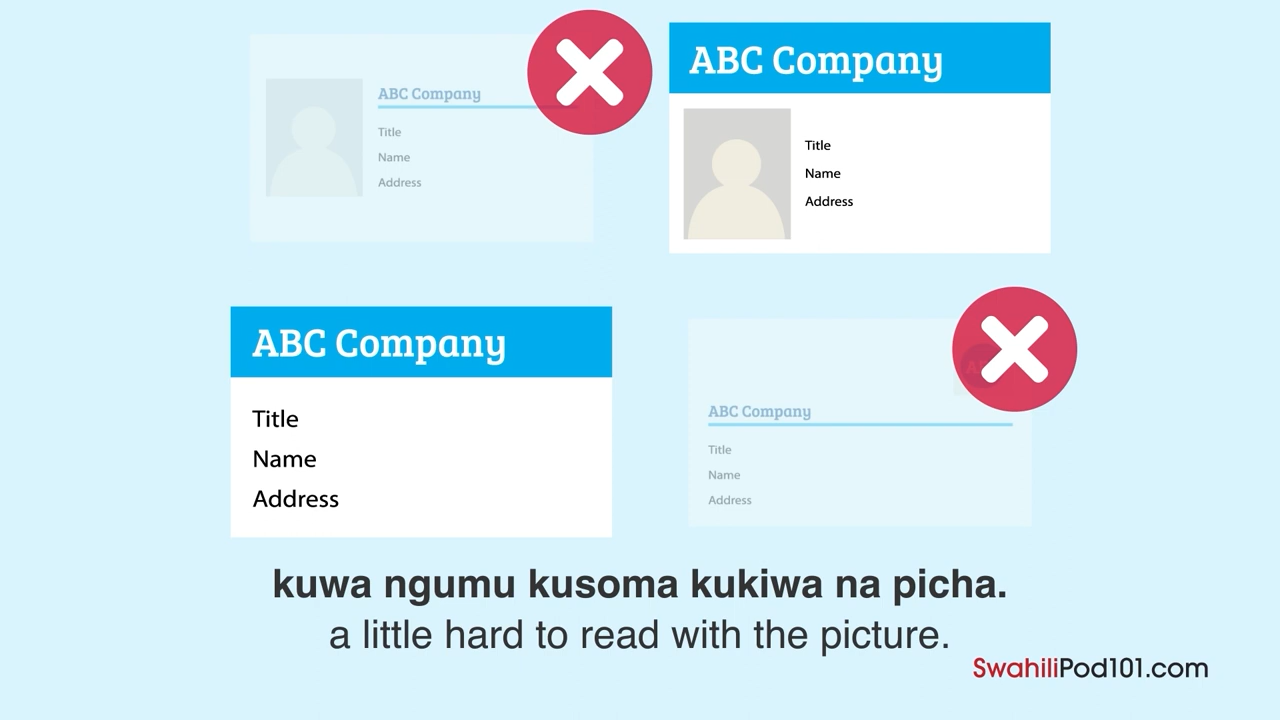 ABC Company
Title
Name
Address
ABC Company
Title
Name
Address
ABC Company
Title
Name
Address
ABC Company
Title
Name
Address
kuwa ngumu kusoma kukiwa na picha.
a little hard to read with the picture.
SwahiliPod101.com